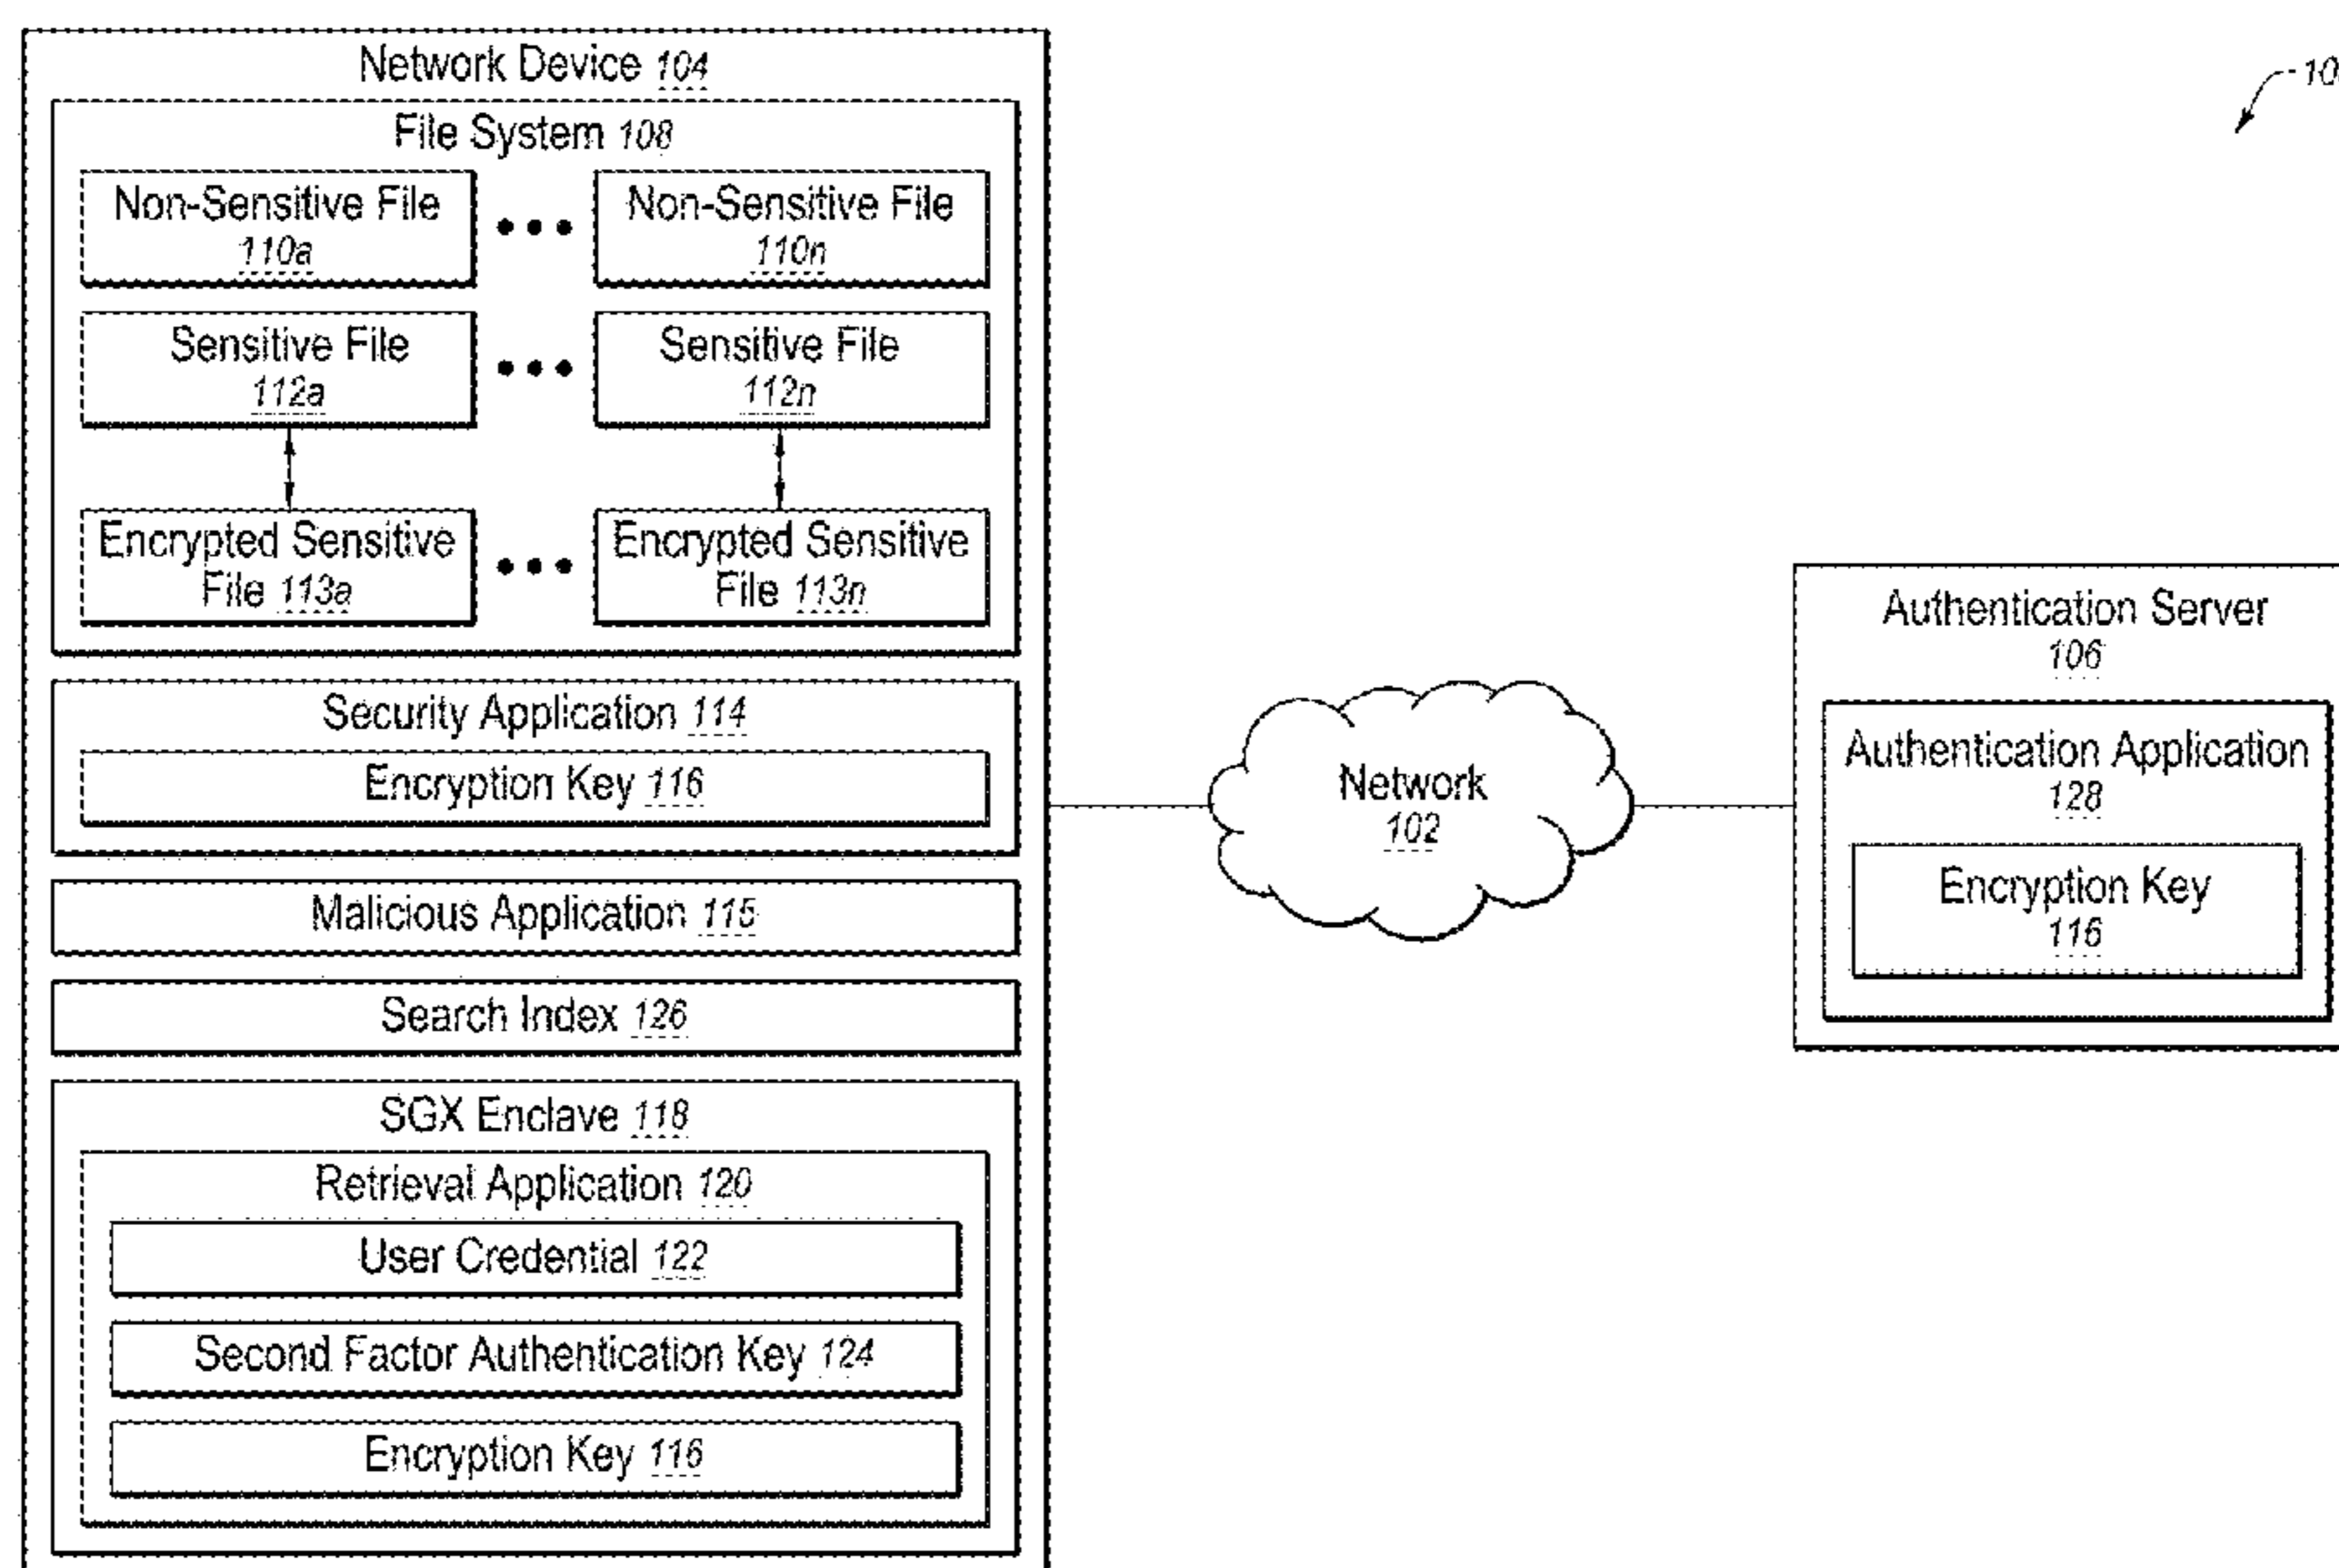 Network Device 104
File System 108
Non-Sensitive File
110a
Non-Sensitive File
110n
Sensitive File
112a
Sensitive File
112n
Encrypted Sensitive
File 113a
Encrypted Sensitive
File 113n
Security Application 114
Encryption Key 116
Malicious Application 115
Search Index 126
SGX Enclave 118
Retrieval Application 120
User Credential 122
Second Factor Authentication Key 124
Encryption Key 116
Network
102
Authentication Server
106
Authentication Application
128
Encryption Key
116